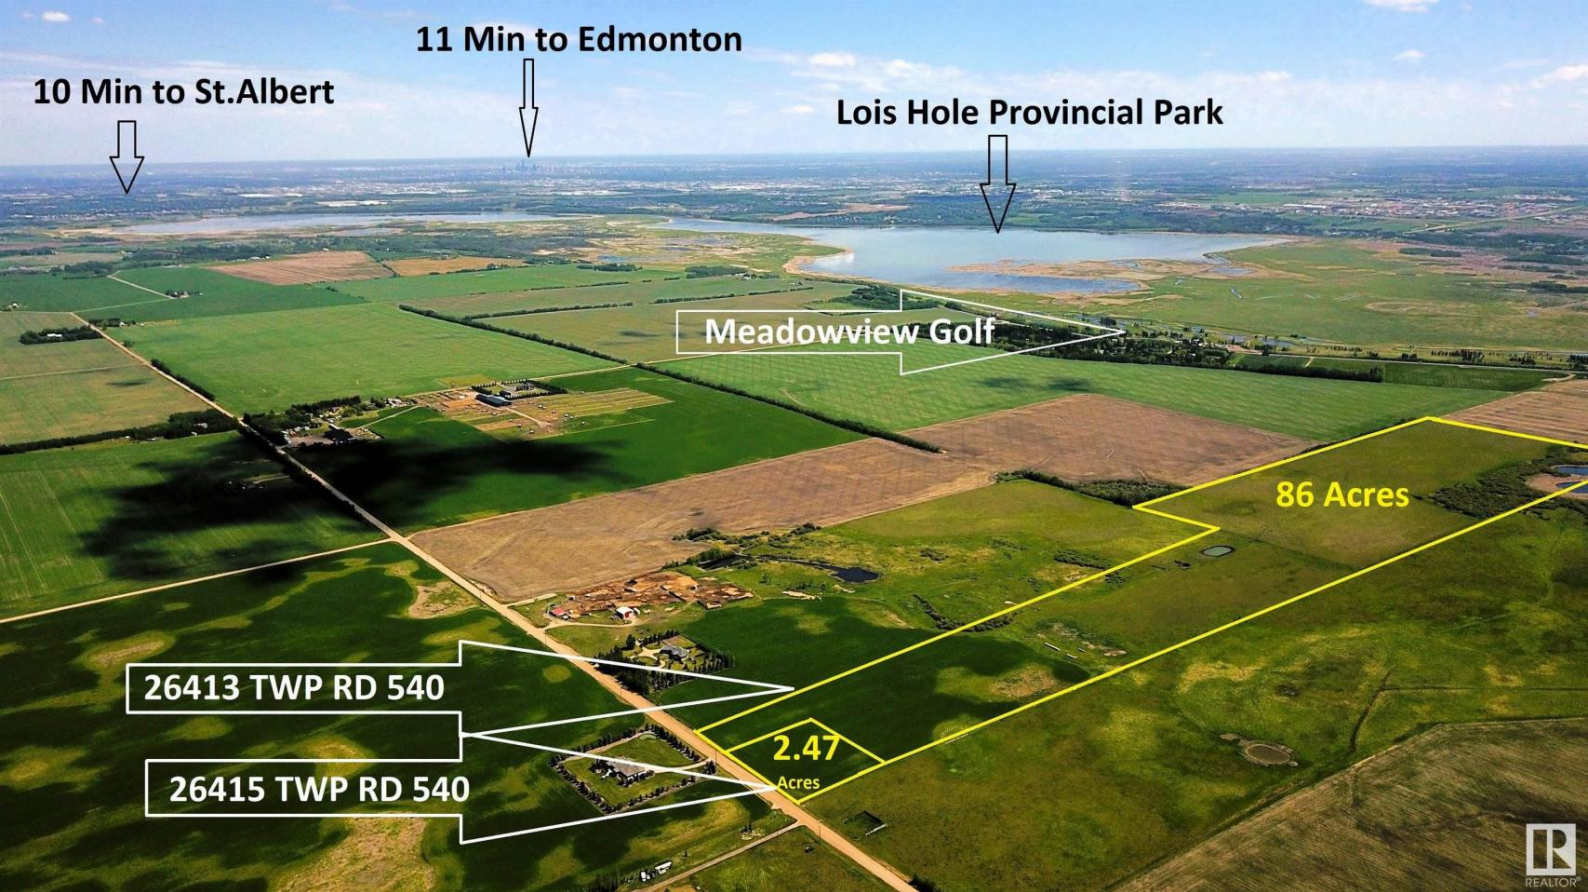 11 Min to Edmonton
10 Min to St.Albert
Lois Hole Provincial Park
Meadowview Golf
86 Acres
26413 TWP RD 540
2.47
Acres
26415 TWP RD 540
R
REALTOR®